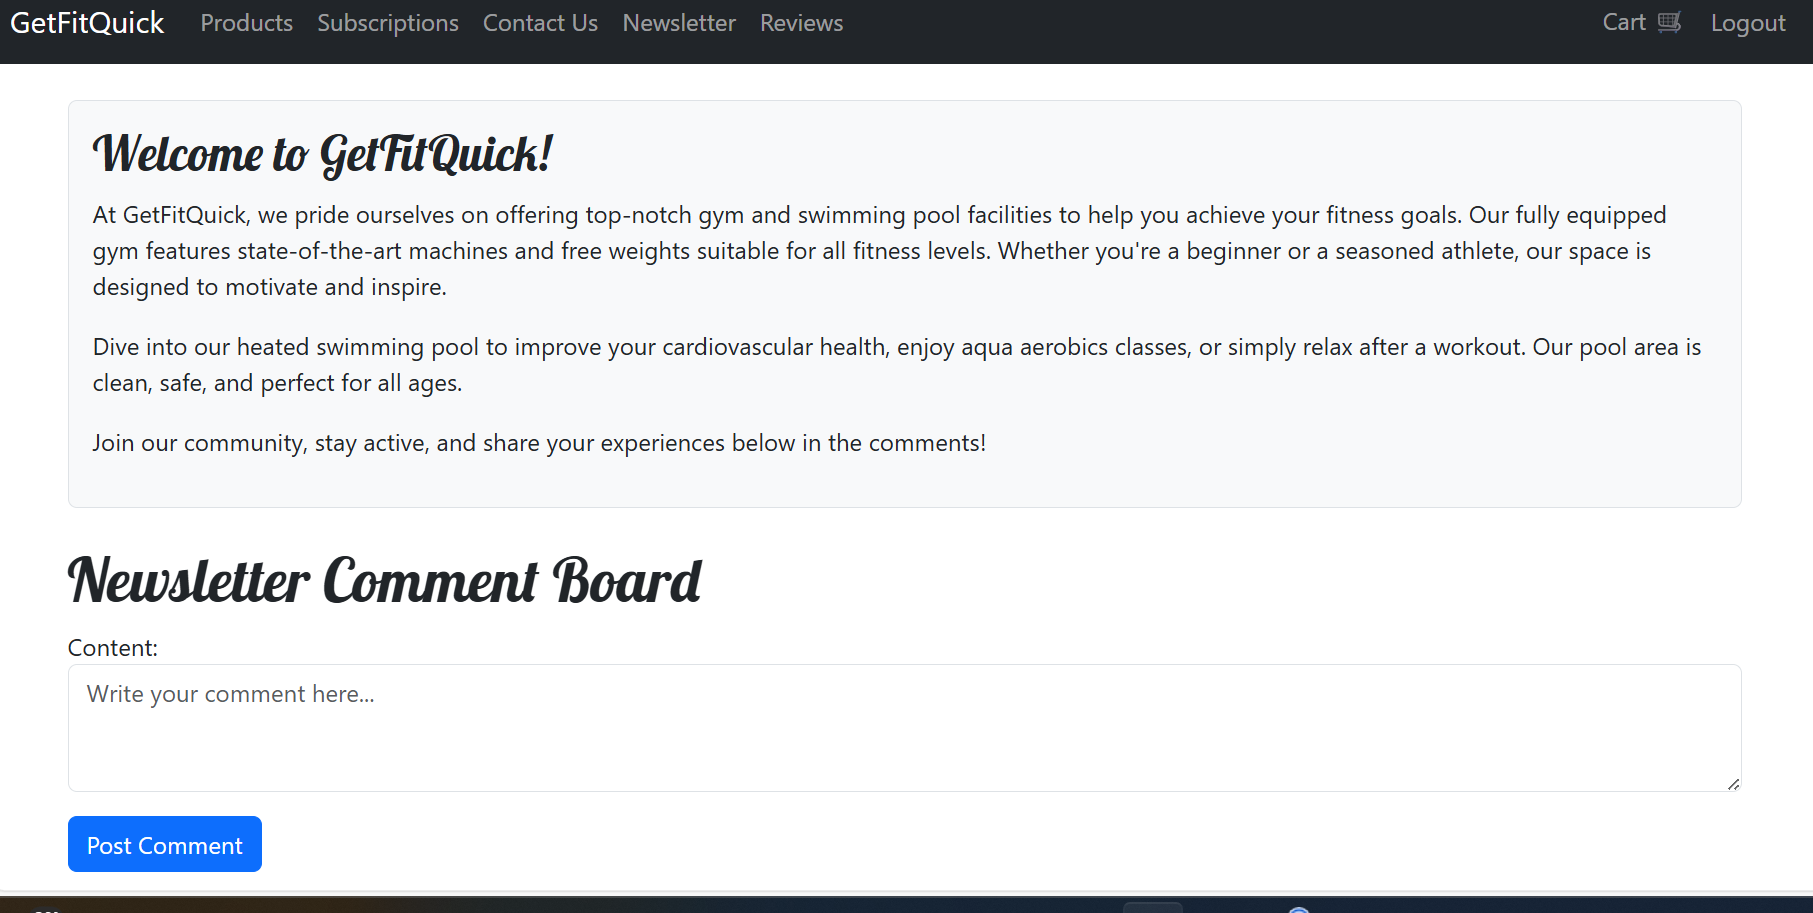 GetFitQuick Products Subscriptions Contact Us Newsletter Reviews Cart Logout
Welcome to GetFitQuick!
At GetFitQuick, we pride ourselves on offering top-notch gym and swimming pool facilities to help you achieve your fitness goals. Our fully equipped
gym features state-of-the-art machines and free weights suitable for all fitness levels. Whether you're a beginner or a seasoned athlete, our space is
designed to motivate and inspire.
Dive into our heated swimming pool to improve your cardiovascular health, enjoy aqua aerobics classes, or simply relax after a workout. Our pool area is
clean, safe, and perfect for all ages.
Join our community, stay active, and share your experiences below in the comments!
Newsletter Comment Board
Content:
Write your comment here...
Post Comment